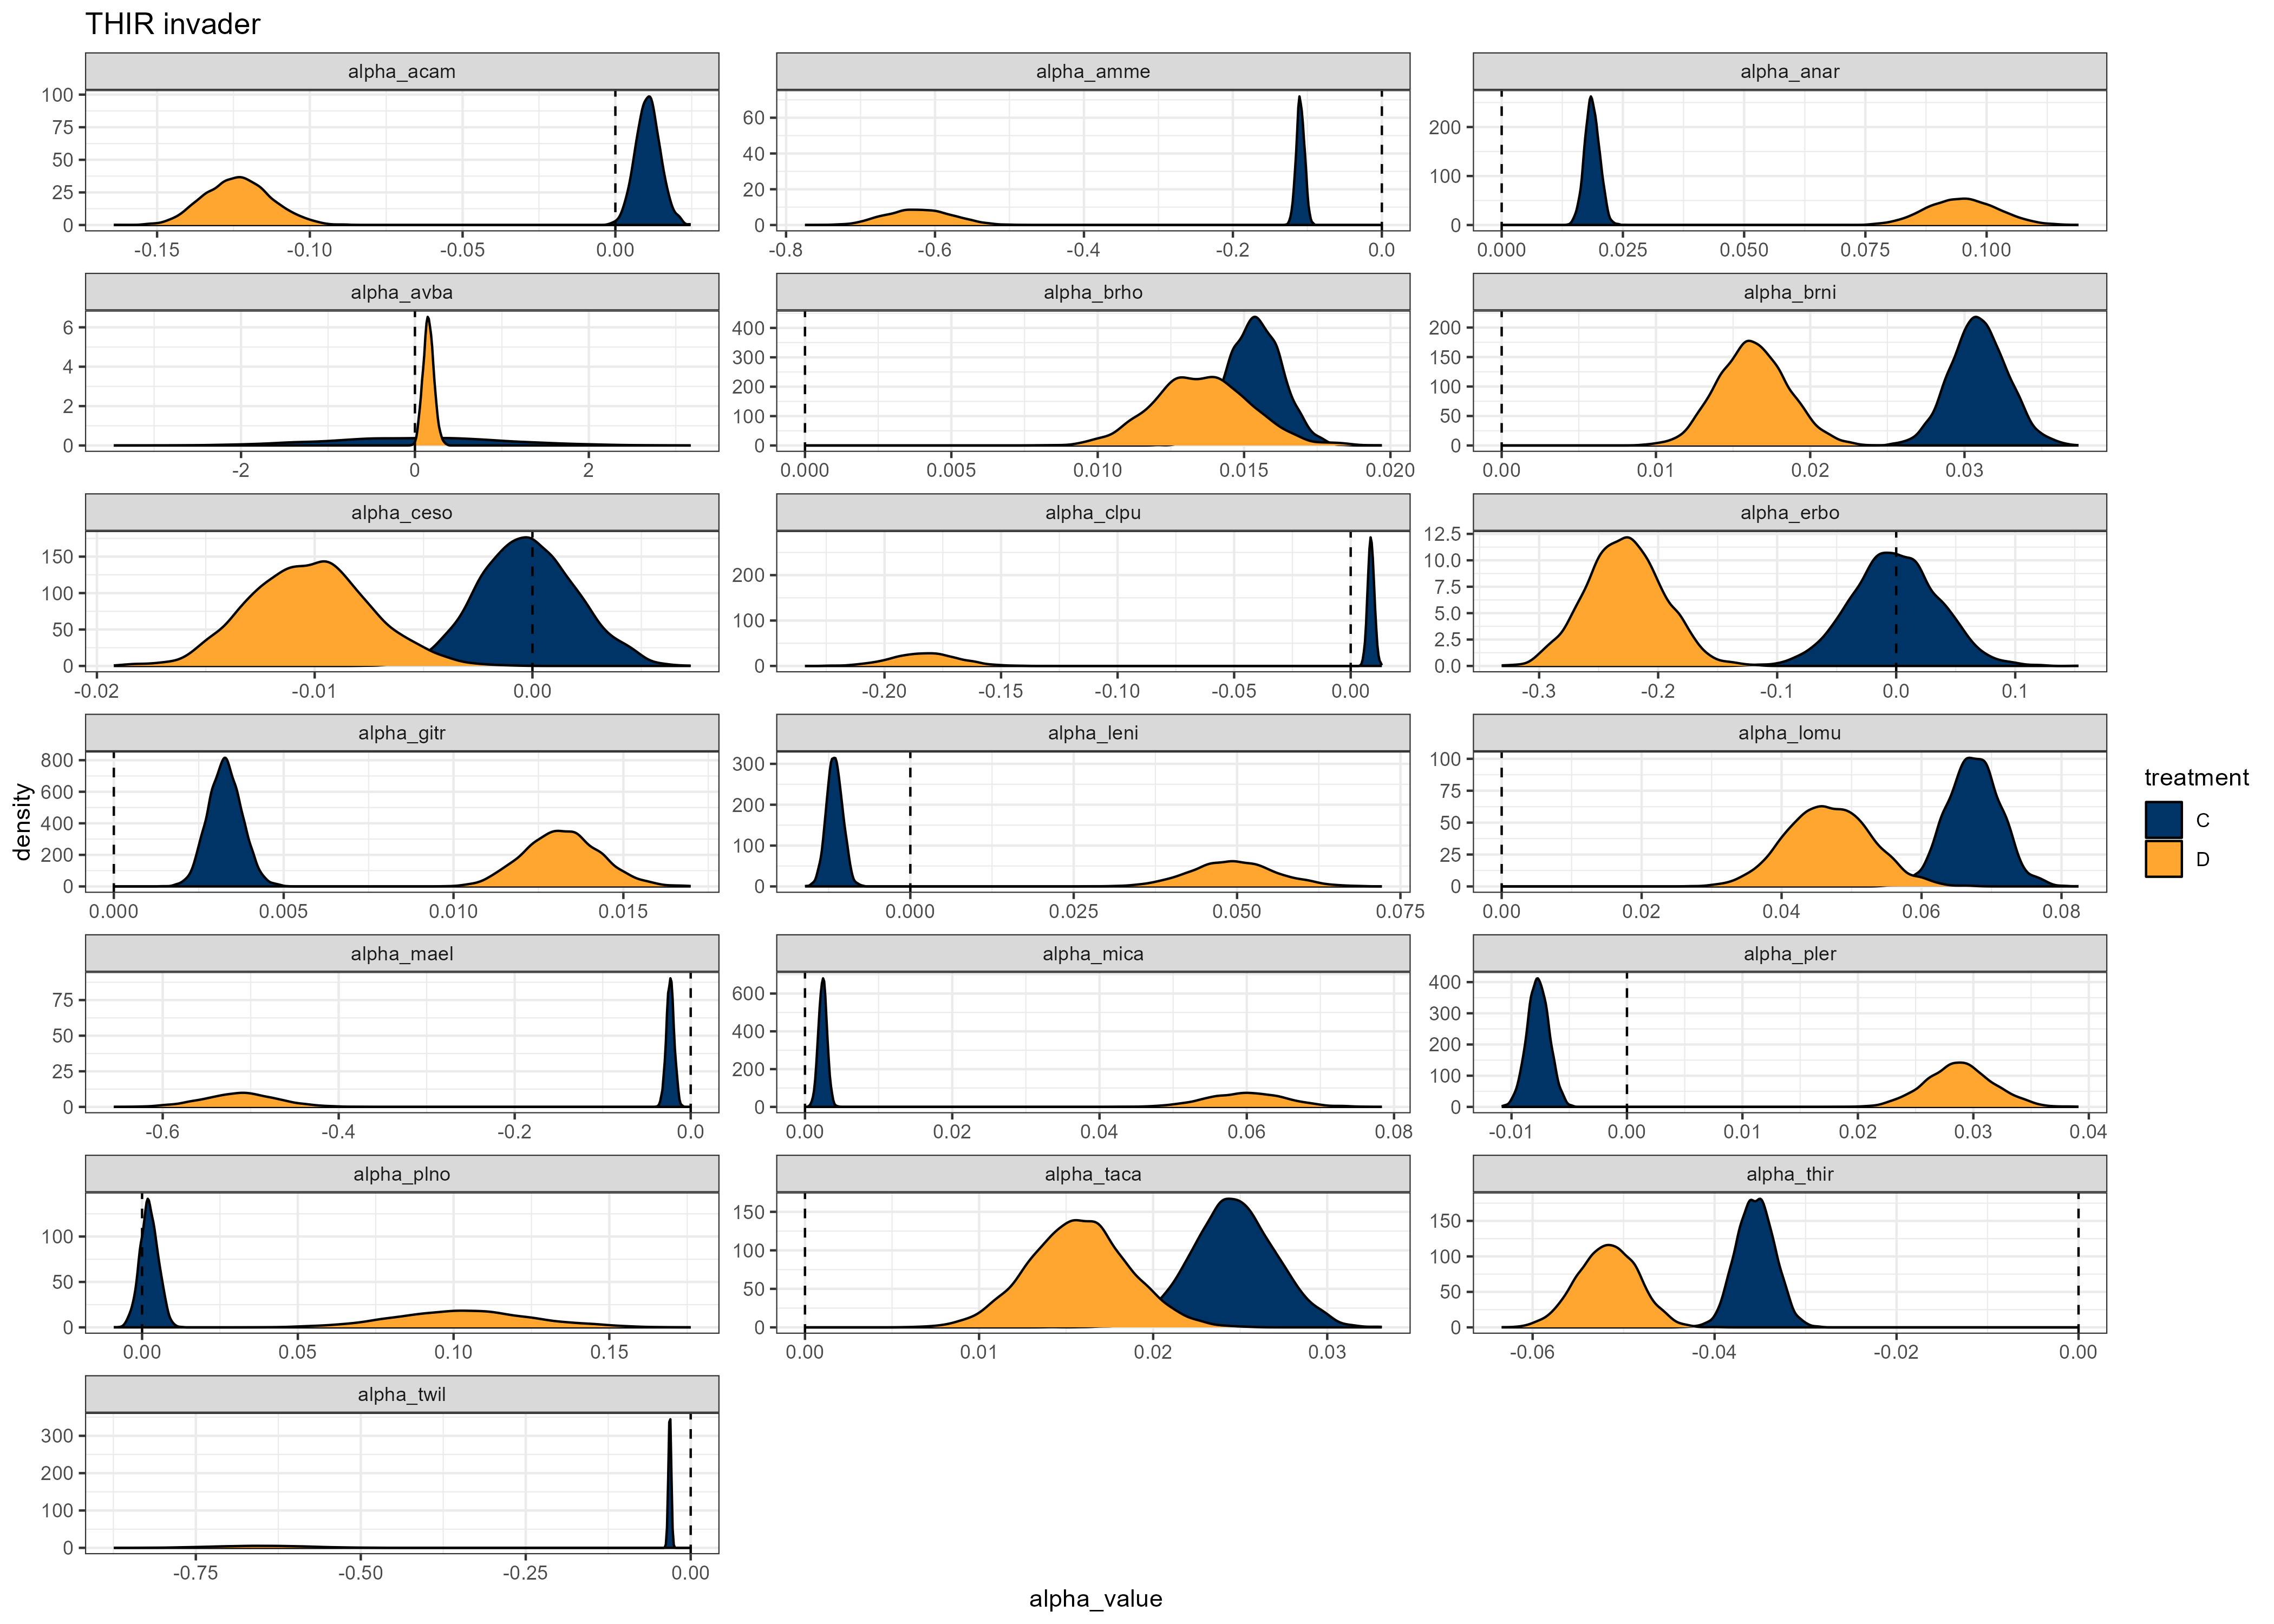 THIR invader
alpha_acam alpha_amme alpha_anar
100 75 50 25 0
60 40 20 0
200 100 0
-0.15 -0.10 -0.05 0.00
-0.8 -0.6 -0.4 -0.2 0.0
0.000 0.025 0.050 0.075 0.100
alpha_avba alpha_brho alpha_brni
6 4 2 0
400 300 200 100 0
200 150 100 50 0
-2 0 2
0.000 0.005 0.010 0.015 0.020
0.00 0.01 0.02 0.03
alpha_ceso alpha_clpu alpha_erbo
150 100 50 0
200 100 0
12.5 10.0 7.5 5.0 2.5 0.0
-0.02 -0.01 0.00
-0.20 -0.15 -0.10 -0.05 0.00
-0.3 -0.2 -0.1 0.0 0.1
alpha_gitr alpha_leni alpha_lomu
800 600 400 200 0
300 200 100 0
100 75 50 25 0
0.000 0.005 0.010 0.015
0.000 0.025 0.050 0.075
0.00 0.02 0.04 0.06 0.08
alpha_mael alpha_mica alpha_pler
75 50 25 0
600 400 200 0
400 300 200 100 0
-0.6 -0.4 -0.2 0.0
0.00 0.02 0.04 0.06 0.08
-0.01 0.00 0.01 0.02 0.03 0.04
alpha_plno alpha_taca alpha_thir
100 50 0
150 100 50 0
150 100 50 0
0.00 0.05 0.10 0.15
0.00 0.01 0.02 0.03
-0.06 -0.04 -0.02 0.00
alpha_twil
300 200 100 0
-0.75 -0.50 -0.25 0.00
density
alpha_value
treatment
C
D